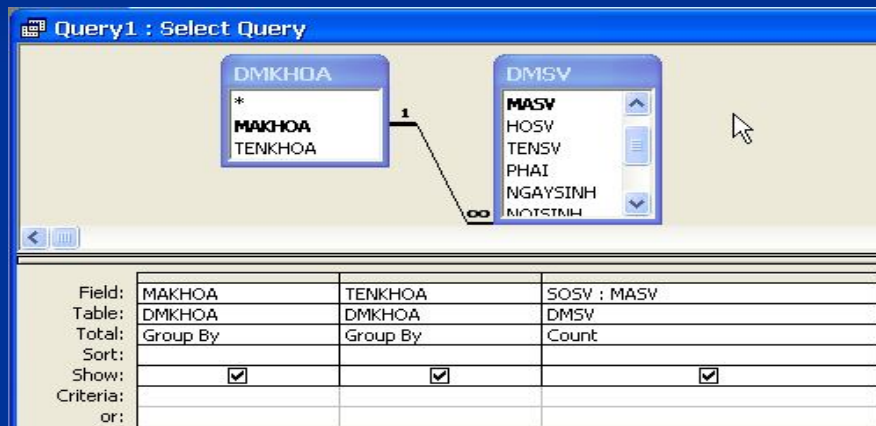 Query1 : Select Query
DMKHOA
*
MAKHOA
TENKHOA
1
∞
DMSV
MASV
HOSV
TENSV
PHAI
NGAYSINH
NOISINH
Field: MAKHOA TENKHOA SOSV : MASV
Table: DMKHOA DMKHOA DMSV
Total: Group By Group By Count
Sort:
Show:
Criteria:
or: